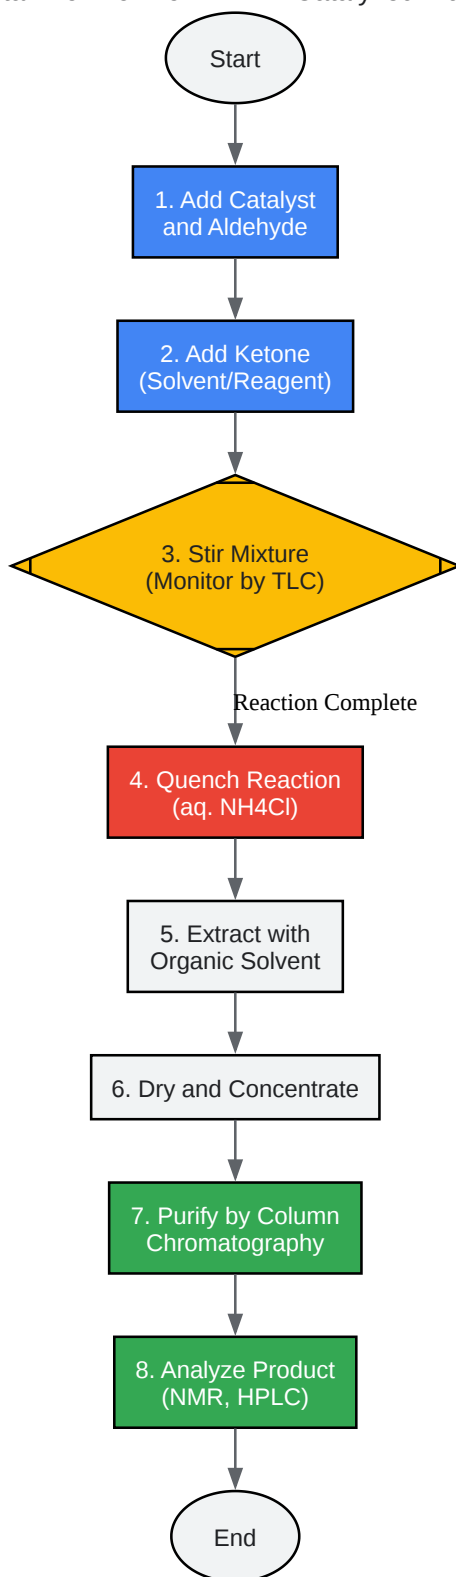 Start
1. Add Catalyst
and Aldehyde
2. Add Ketone
(Solvent/Reagent)
3. Stir Mixture
(Monitor by TLC)
Reaction Complete
4. Quench Reaction
(aq. NH4Cl)
5. Extract with
Organic Solvent
6. Dry and Concentrate
7. Purify by Column
Chromatography
8. Analyze Product
(NMR, HPLC)
End